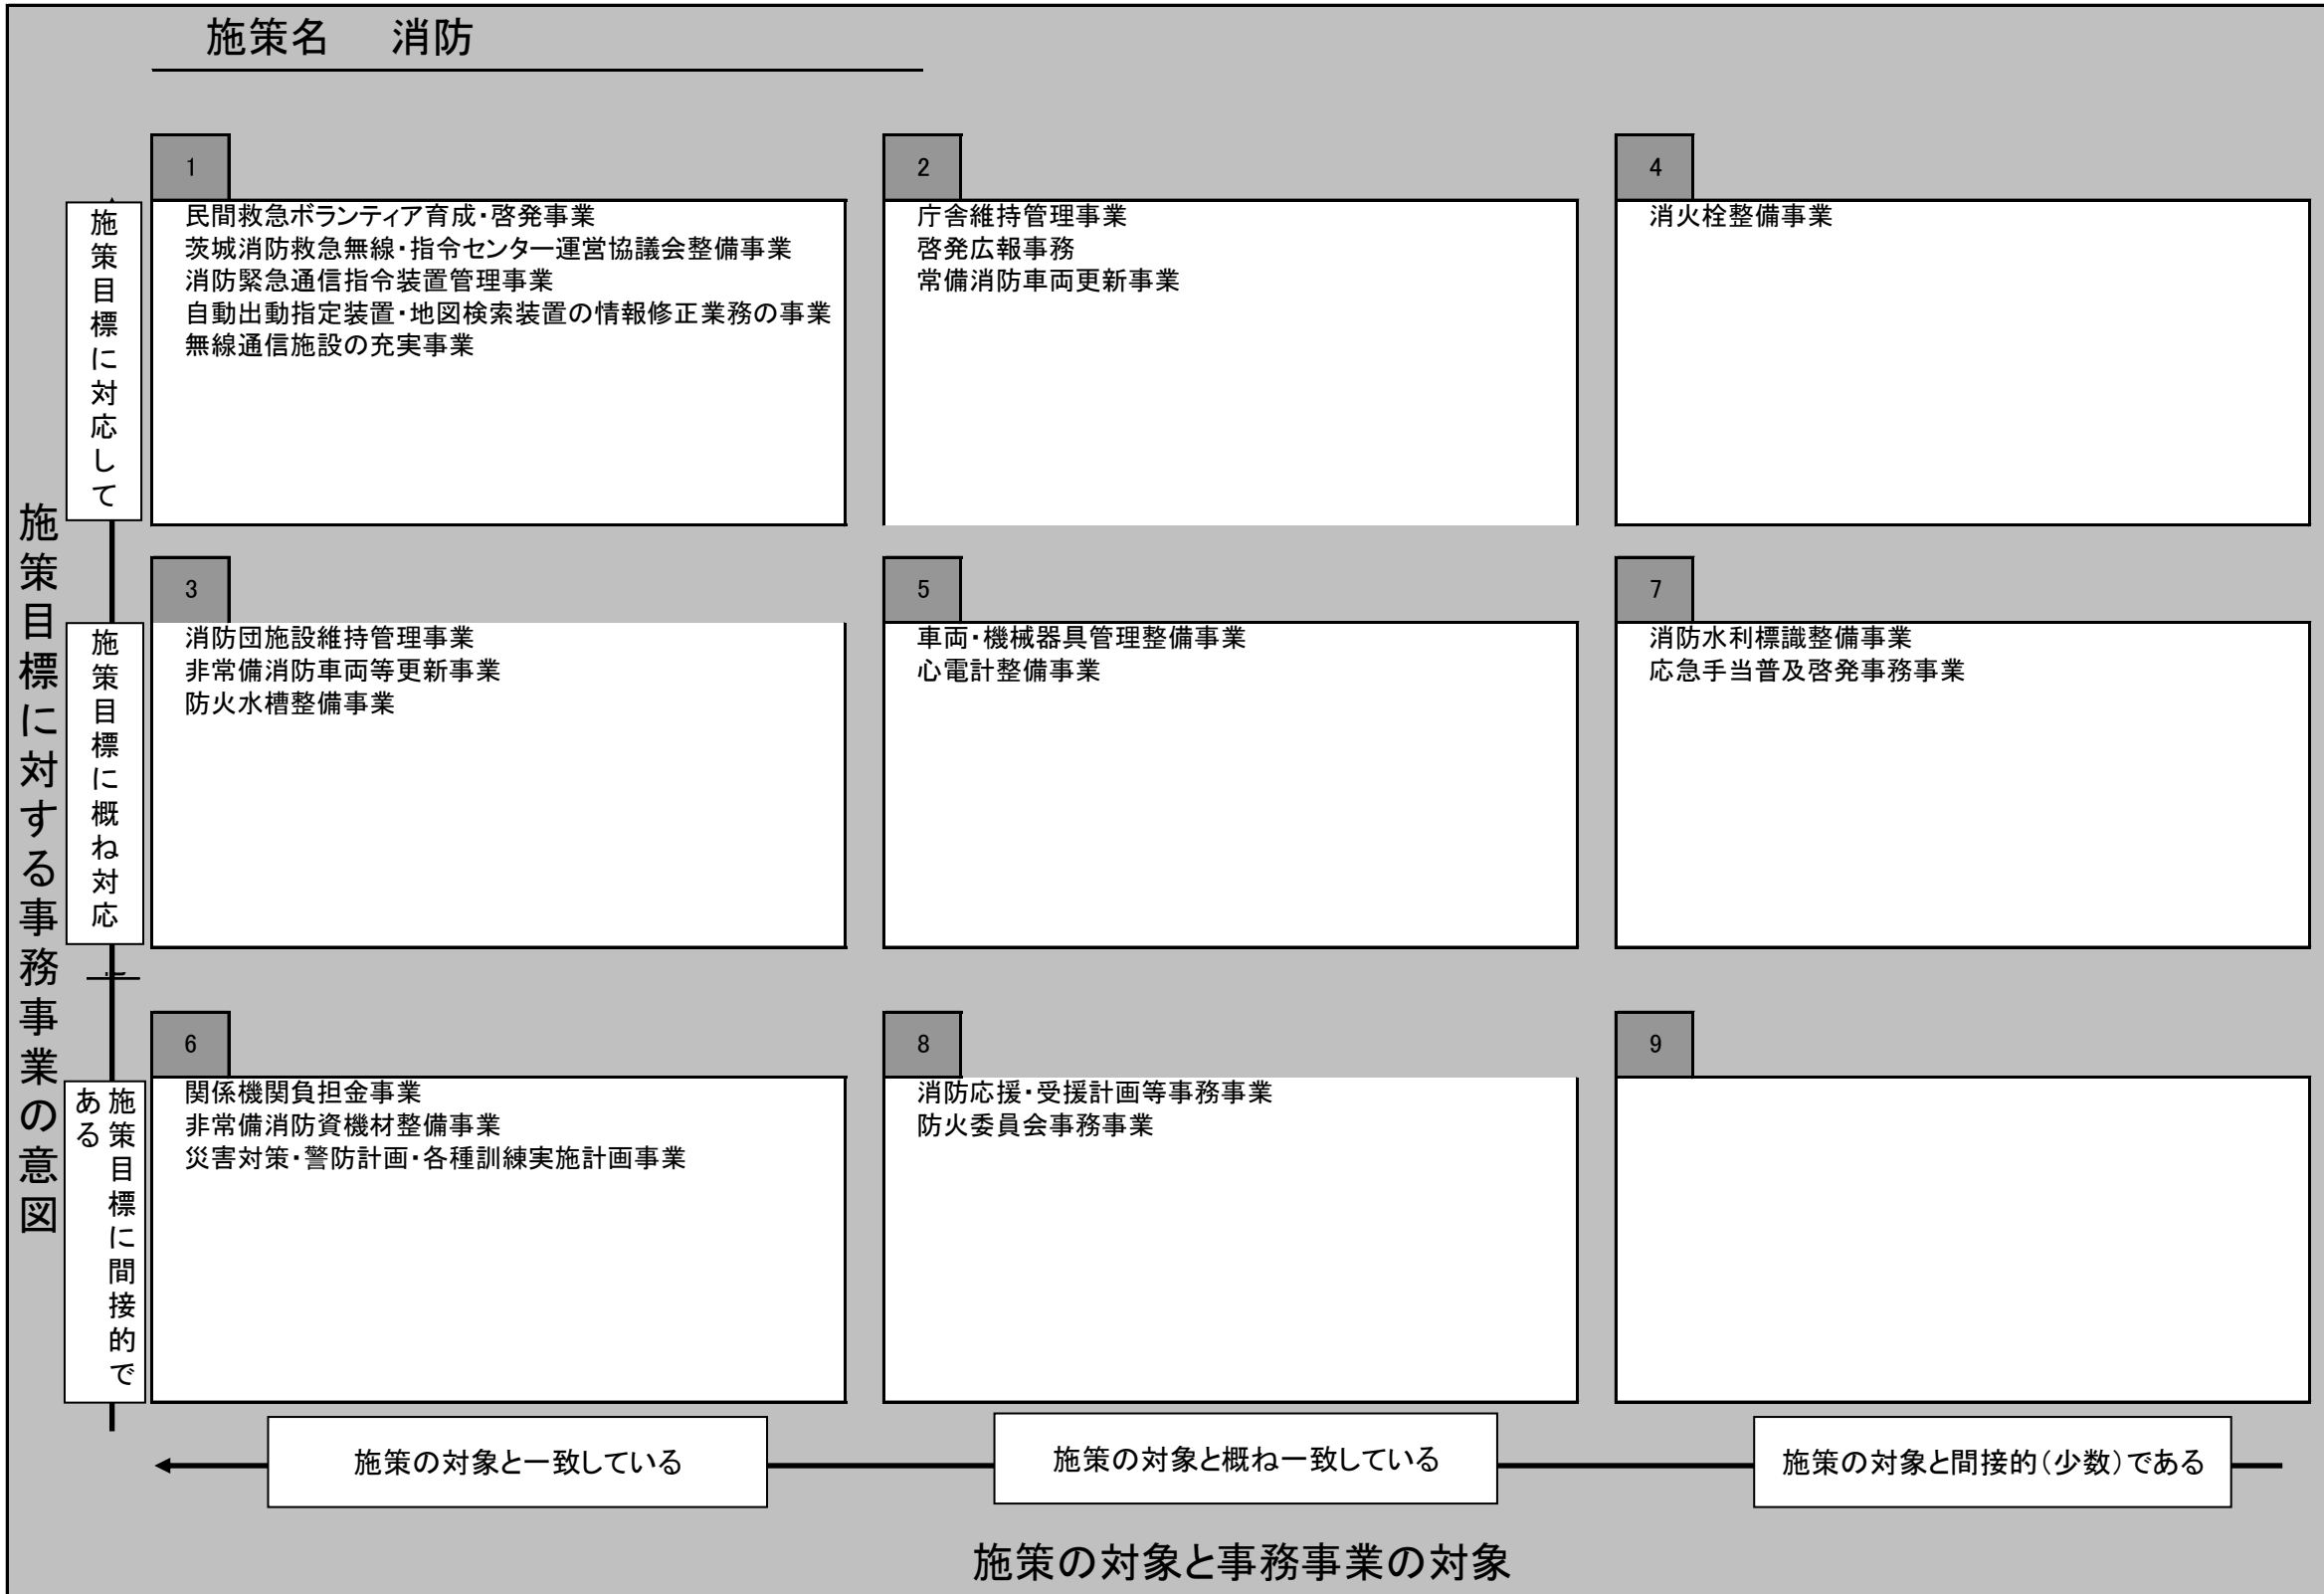 施策名　消防
1
民間救急ボランティア育成・啓発事業
茨城消防救急無線・指令センター運営協議会整備事業
消防緊急通信指令装置管理事業
自動出動指定装置・地図検索装置の情報修正業務の事業
無線通信施設の充実事業
2
庁舎維持管理事業
啓発広報事務
常備消防車両更新事業
4
消火栓整備事業
施策目標に対応して
3
消防団施設維持管理事業
非常備消防車両等更新事業
防火水槽整備事業
5
車両・機械器具管理整備事業
心電計整備事業
7
消防水利標識整備事業
応急手当普及啓発事務事業
施策目標に概ね対応
施策目標に対する事務事業の意図
6
関係機関負担金事業
非常備消防資機材整備事業
災害対策・警防計画・各種訓練実施計画事業
8
消防応援・受援計画等事務事業
防火委員会事務事業
9
施策目標に間接的で
ある
施策の対象と一致している
施策の対象と概ね一致している
施策の対象と間接的（少数）である
施策の対象と事務事業の対象